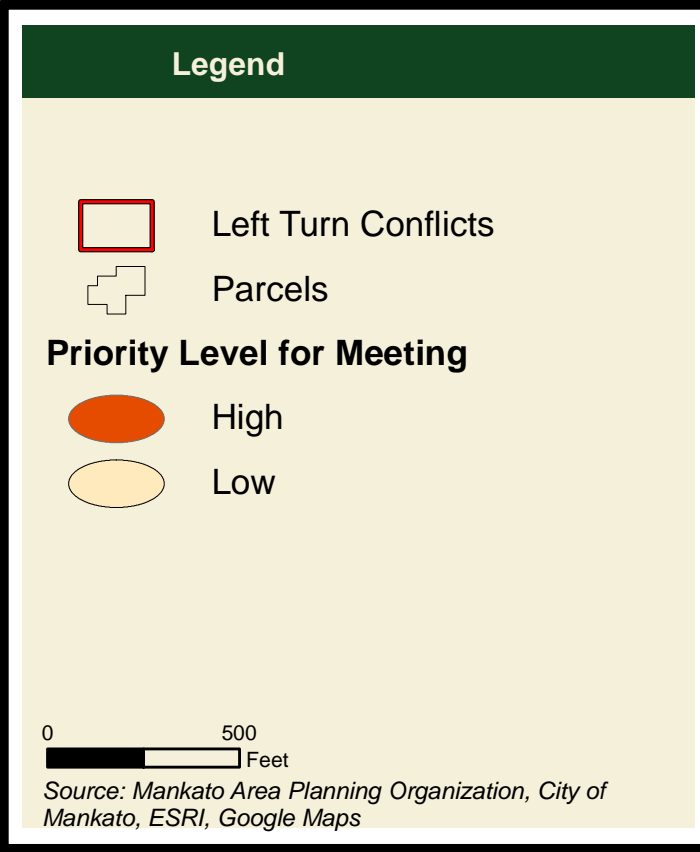 Legend
Left Turn Conflicts
Parcels
Priority Level for Meeting
High
Low
0 500
Feet
Source: Mankato Area Planning Organization, City of
Mankato, ESRI, Google Maps